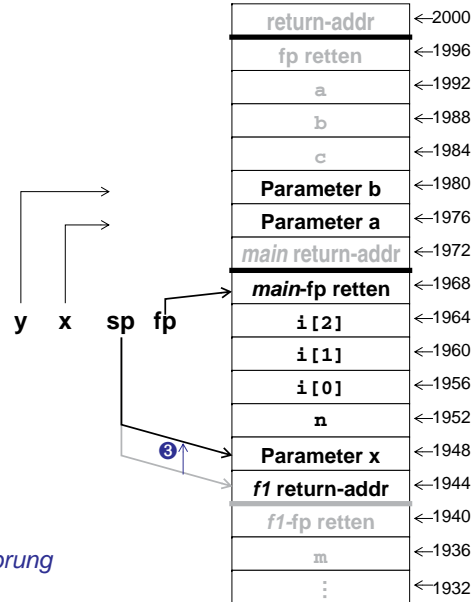 return-addr ←2000
fp retten ←1996
a ←1992
b ←1988
c ←1984
Parameter b ←1980
Parameter a ←1976
main return-addr ←1972
main-fp retten ←1968
y x sp fp
i[2] ←1964
i[1] ←1960
i[0] ←1956
n ←1952
❸ Parameter x ←1948
f1 return-addr ←1944
f1-fp retten ←1940
m ←1936
⋮ ←1932